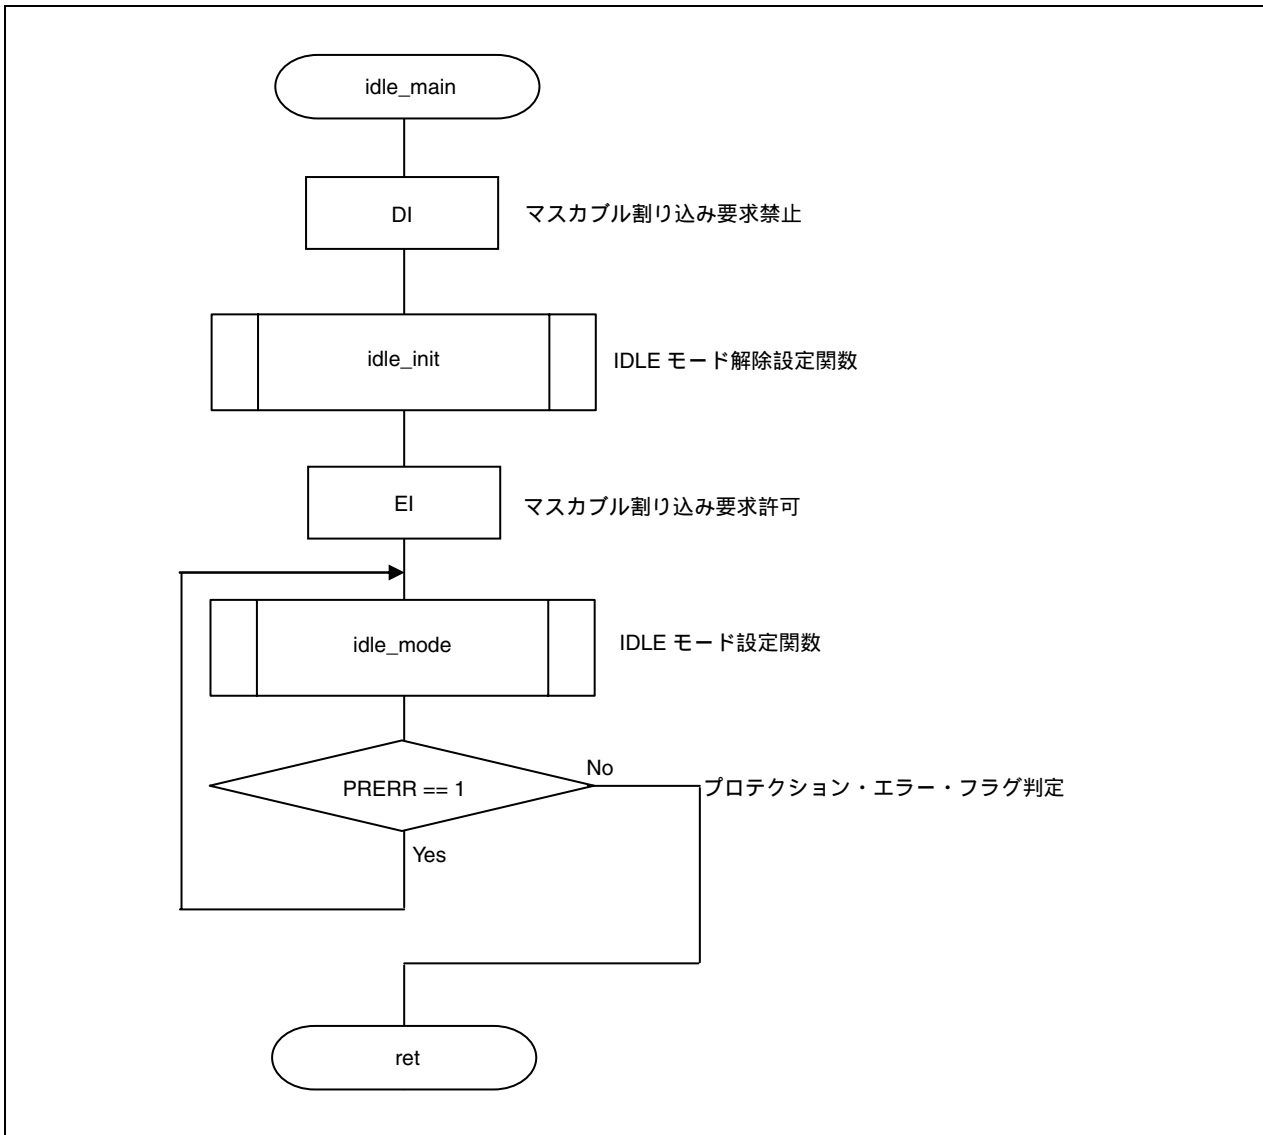 idle_main
DI
マスカブル割り込み要求禁止
idle_init
IDLE モード解除設定関数
EI
マスカブル割り込み要求許可
idle_mode
IDLE モード設定関数
PRERR == 1
No
プロテクション・エラー・フラグ判定
Yes
ret